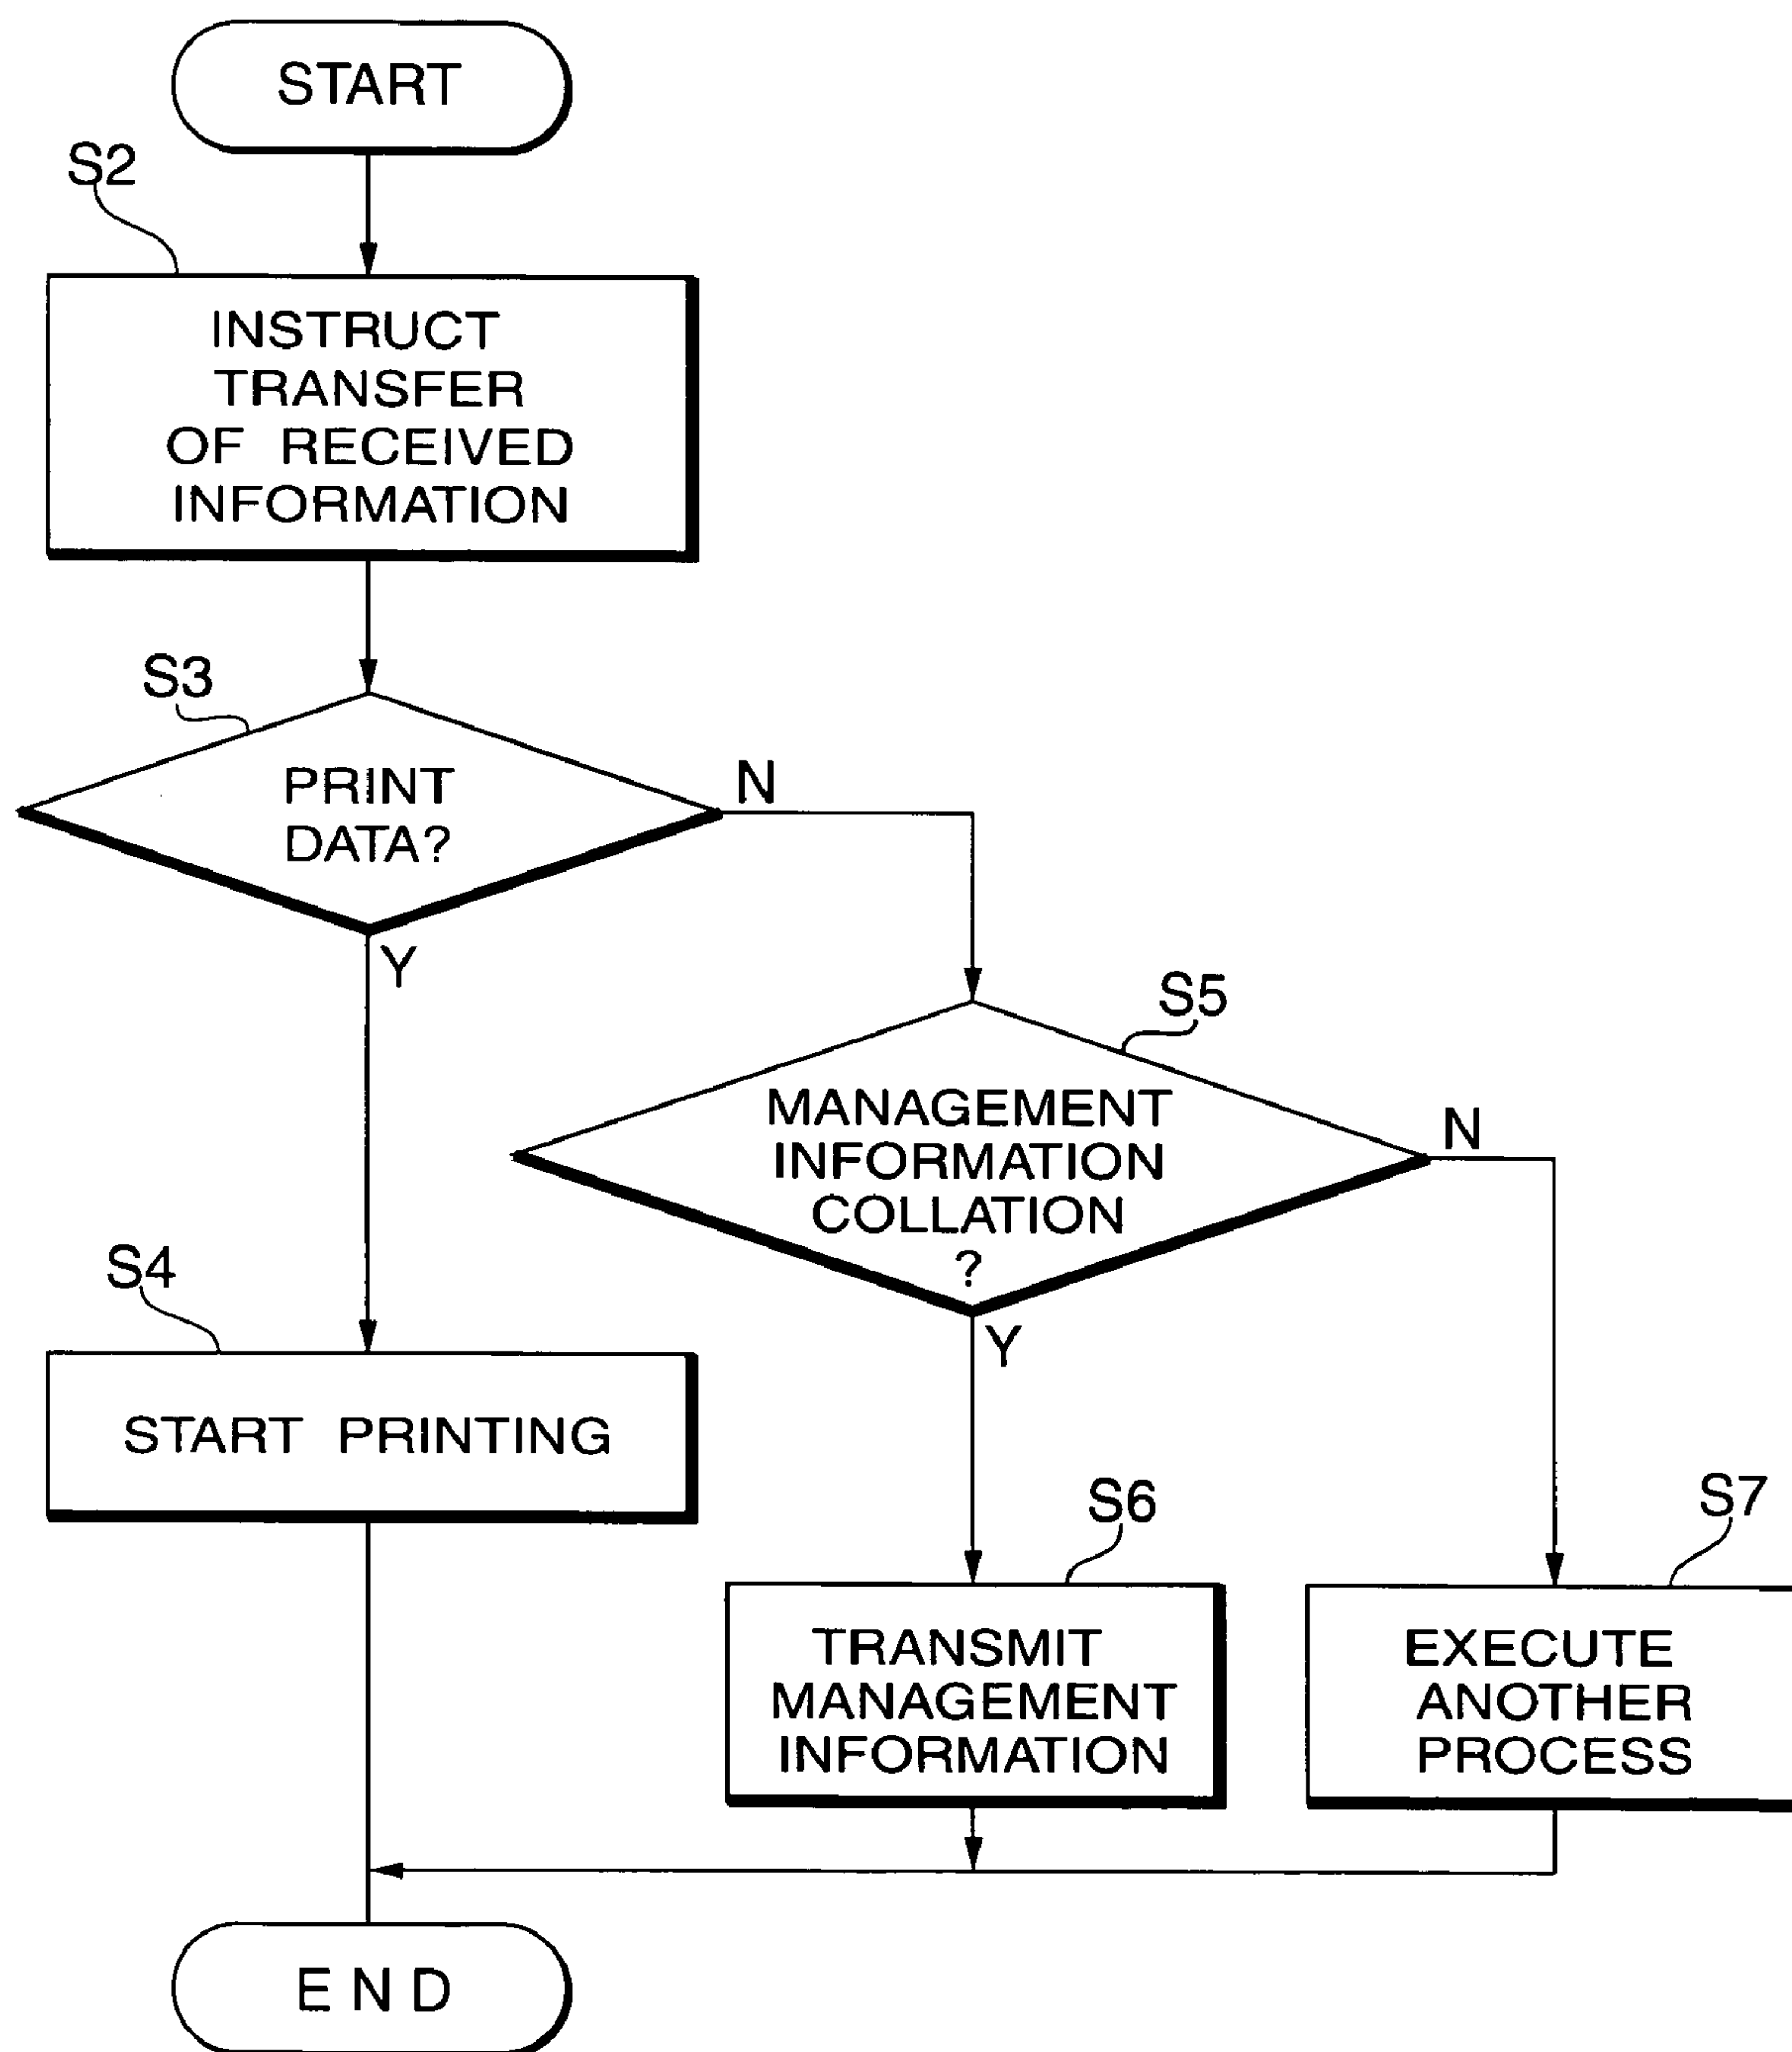 START
S2
INSTRUCT
TRANSFER
OF RECEIVED
INFORMATION
S3
PRINT
DATA?
N
Y
S5
MANAGEMENT
INFORMATION
COLLATION
?
N
Y
S4
START PRINTING
S6
TRANSMIT
MANAGEMENT
INFORMATION
S7
EXECUTE
ANOTHER
PROCESS
END